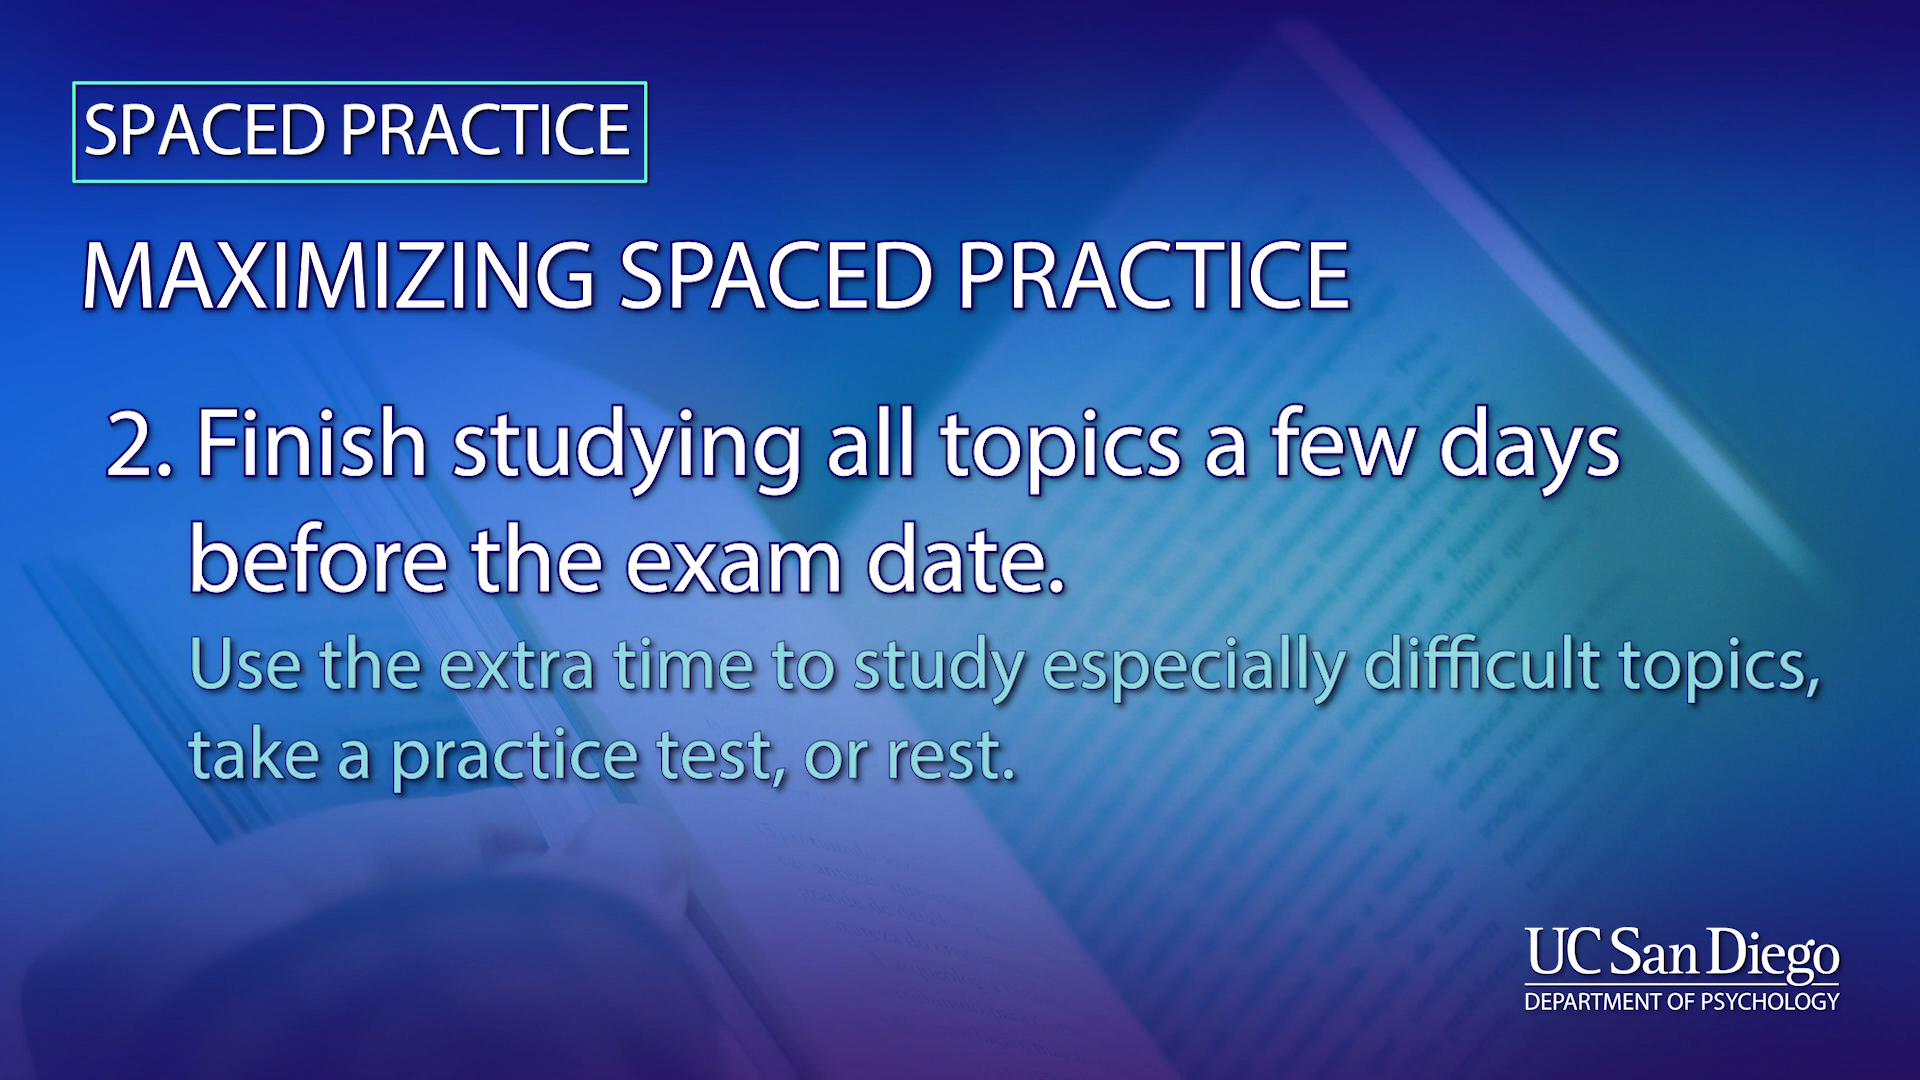 SPACED PRACTICE
MAXIMIZING SPACED PRACTICE
2. Finish studying all topics a few days
before the exam date.
Use the extra time to study especially difficult topics,
take a practice test, or rest.
UC San Diego
DEPARTMENT OF PSYCHOLOGY